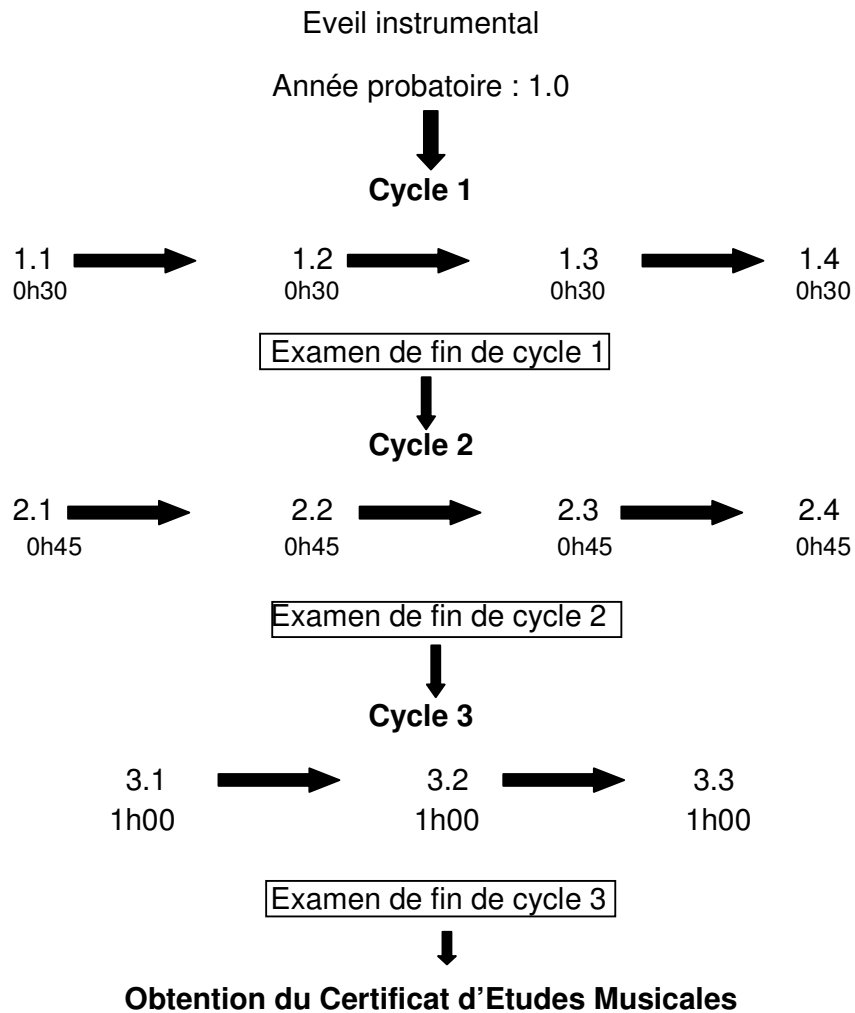 Eveil instrumental
Année probatoire : 1.0
Cycle 1
1.1 1.2 1.3 1.4
0h30 0h30 0h30 0h30
Examen de fin de cycle 1
Cycle 2
2.1 2.2 2.3 2.4
0h45 0h45 0h45 0h45
Examen de fin de cycle 2
Cycle 3
3.1 3.2 3.3
1h00 1h00 1h00
Examen de fin de cycle 3
Obtention du Certificat d’Etudes Musicales